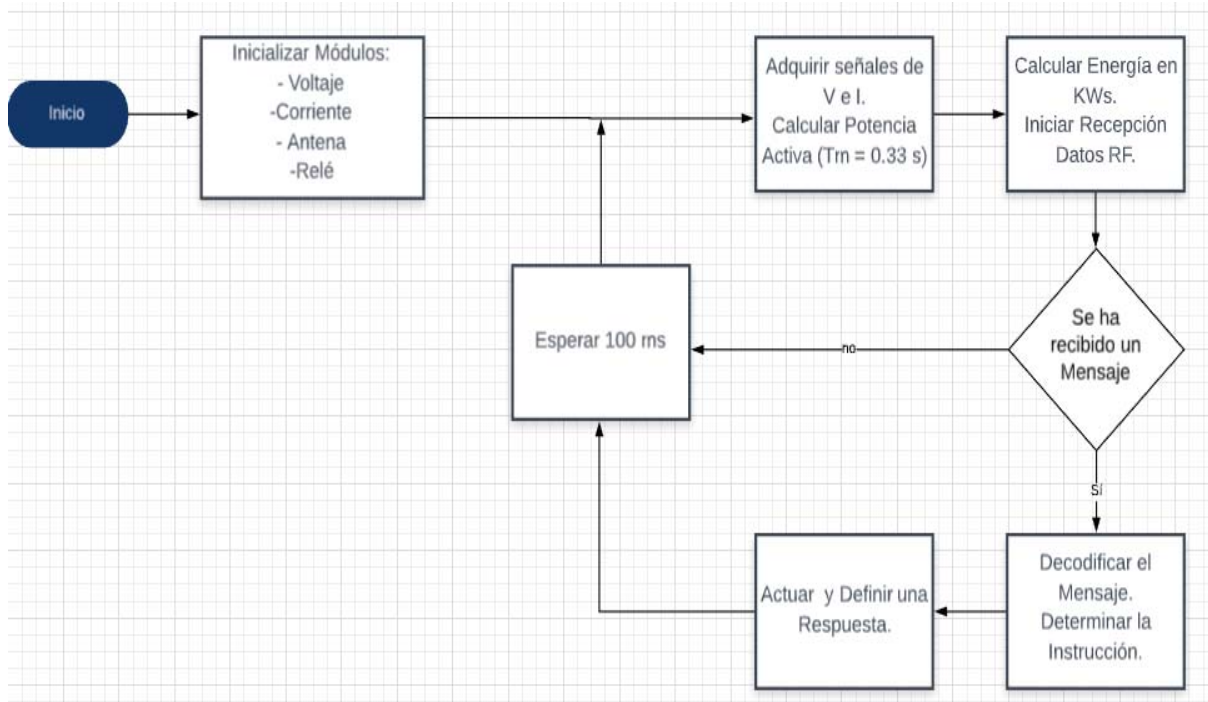 Inicio
Inicializar Módulos:
- Voltaje
-Corriente
- Antena
-Relé
Adquirir señales de
V e I.
Calcular Potencia
Activa (Tm = 0.33 s)
Calcular Energía en
KWs.
Iniciar Recepción
Datos RF.
Se ha
recibido un
Mensaje
no
Esperar 100 ms
sí
Decodificar el
Mensaje.
Determinar la
Instrucción.
Actuar y Definir una
Respuesta.